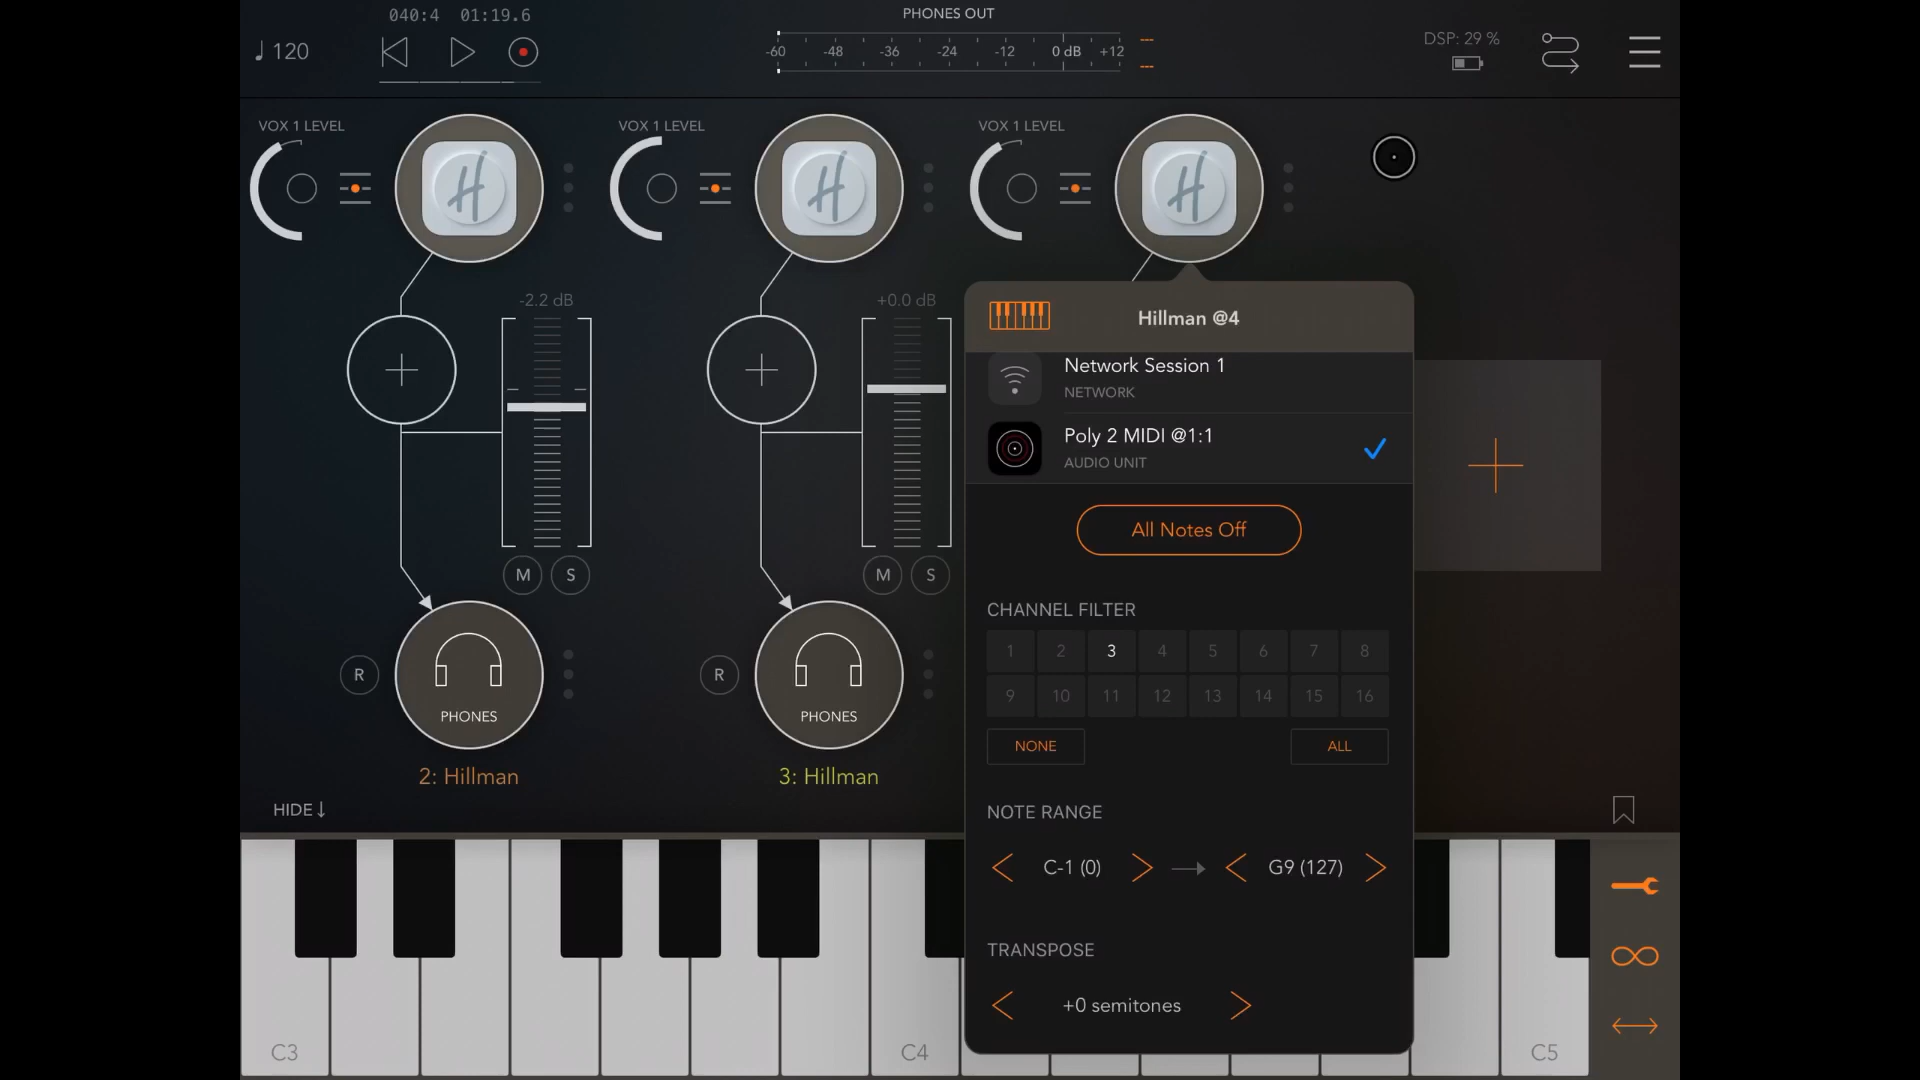 040:4 01:19.6
120
PHONES OUT
-60 -48 -36 -24 -12 0 dB +12
DSP: 29 %
VOX 1 LEVEL
VOX 1 LEVEL
VOX 1 LEVEL
H
H
H
-2.2 dB
+0.0 dB
Hillman @4
Network Session 1
NETWORK
Poly 2 MIDI @1:1
AUDIO UNIT
All Notes Off
M S
M S
CHANNEL FILTER
1 2 3 4 5 6 7 8
9 10 11 12 13 14 15 16
R
PHONES
R
PHONES
NONE ALL
2: Hillman
3: Hillman
HIDE↓
NOTE RANGE
C-1 (0) → G9 (127)
TRANSPOSE
+0 semitones
C3 C4 C5